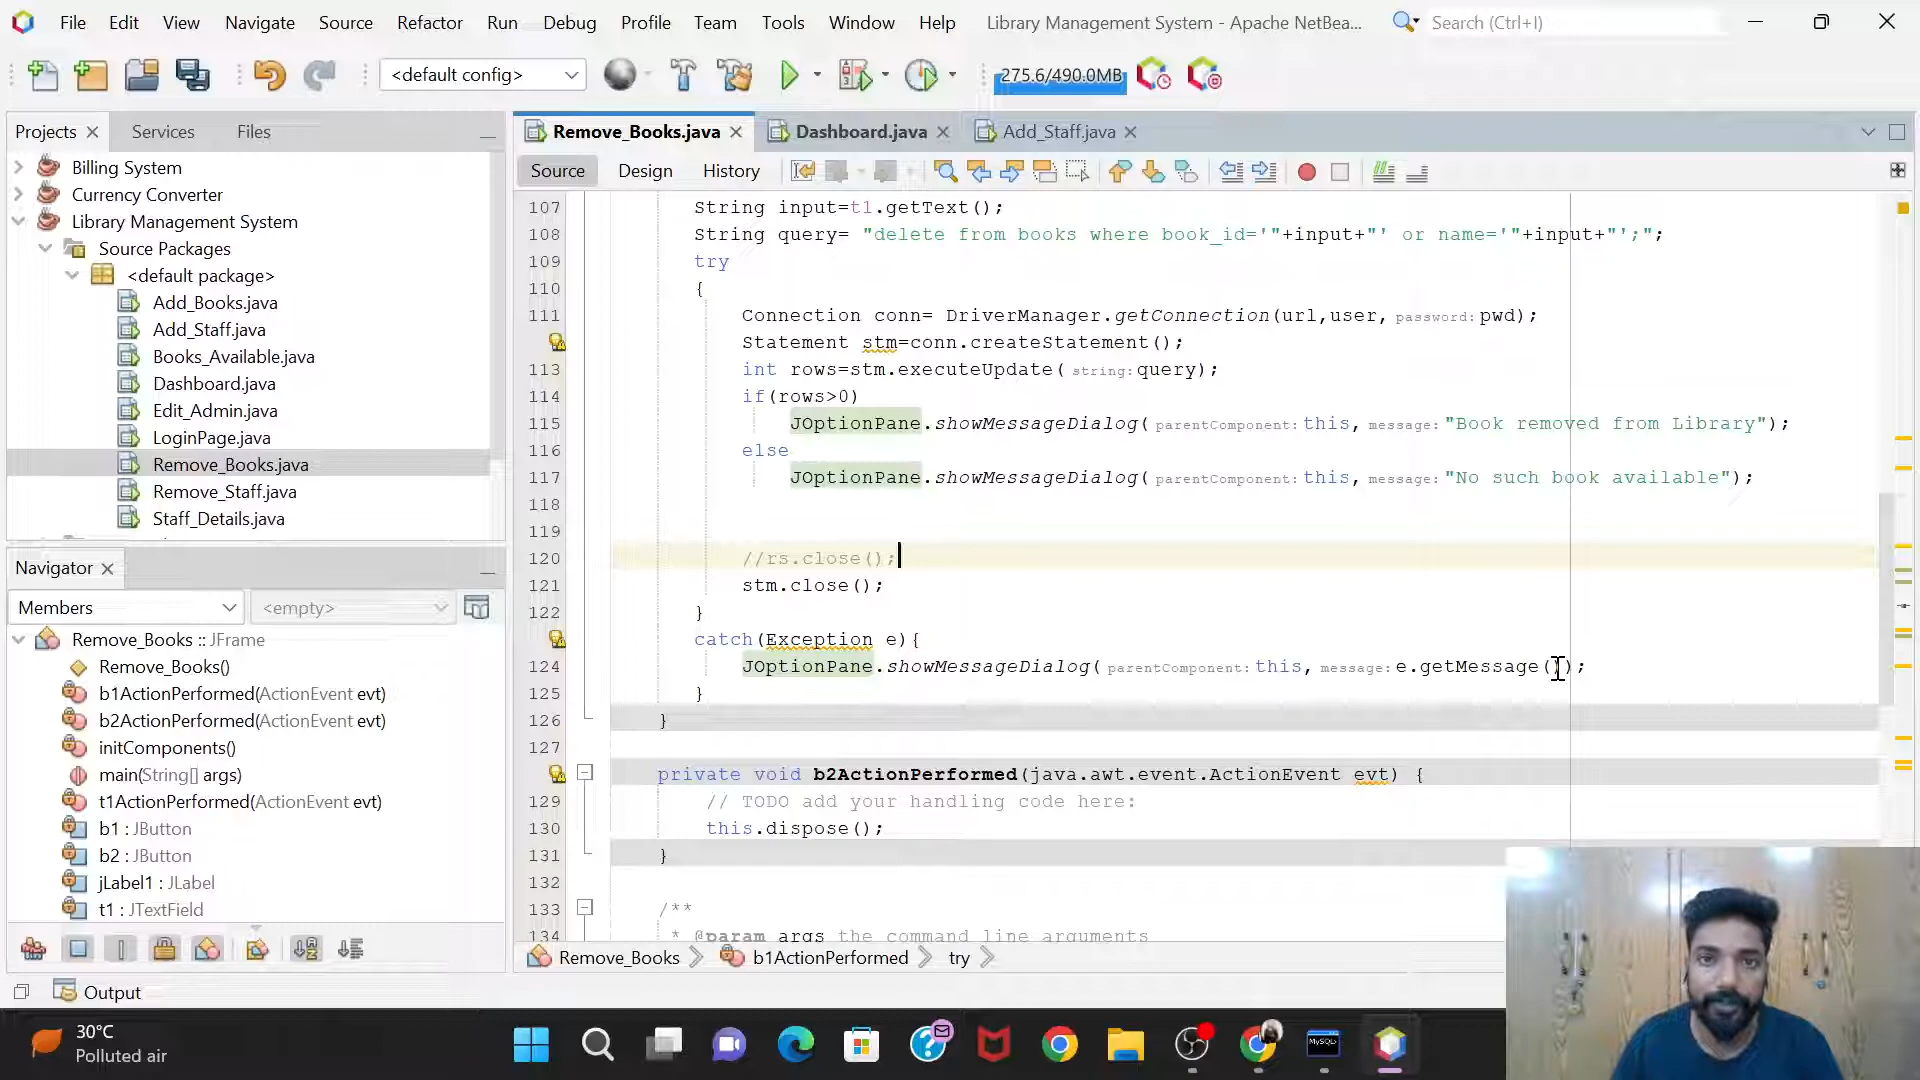 File Edit View Navigate Source Refactor Run Debug Profile Team Tools Window Help Library Management System - Apache NetBea... Search (Ctrl+I)
<default config> 275.6/490.0MB
Projects Services Files
Remove_Books.java Dashboard.java Add_Staff.java
Source Design History
Billing System
Currency Converter
Library Management System
Source Packages
<default package>
Add_Books.java
Add_Staff.java
Books_Available.java
Dashboard.java
Edit_Admin.java
LoginPage.java
Remove_Books.java
Remove_Staff.java
Staff_Details.java
Navigator
Members <empty>
Remove_Books :: JFrame
Remove_Books()
b1ActionPerformed(ActionEvent evt)
b2ActionPerformed(ActionEvent evt)
initComponents()
main(String[] args)
t1ActionPerformed(ActionEvent evt)
b1 : JButton
b2 : JButton
jLabel1 : JLabel
t1 : JTextField
107 String input=t1.getText();
108 String query= "delete from books where book_id='"+input+"' or name='"+input+"';";
109 try
110 {
111 Connection conn= DriverManager.getConnection(url,user, password: pwd);
Statement stm=conn.createStatement();
113 int rows=stm.executeUpdate( string: query);
114 if(rows>0)
115 JOptionPane.showMessageDialog( parentComponent: this, message: "Book removed from Library");
116 else
117 JOptionPane.showMessageDialog( parentComponent: this, message: "No such book available");
118
119
120 //rs.close();
121 stm.close();
122 }
catch(Exception e){
124 JOptionPane.showMessageDialog( parentComponent: this, message: e.getMessage());
125 }
126 }
127
private void b2ActionPerformed(java.awt.event.ActionEvent evt) {
129 // TODO add your handling code here:
130 this.dispose();
131 }
132
133 /**
134 * @param args the command line arguments
Remove_Books b1ActionPerformed try
Output
30°C
Polluted air
MySQL